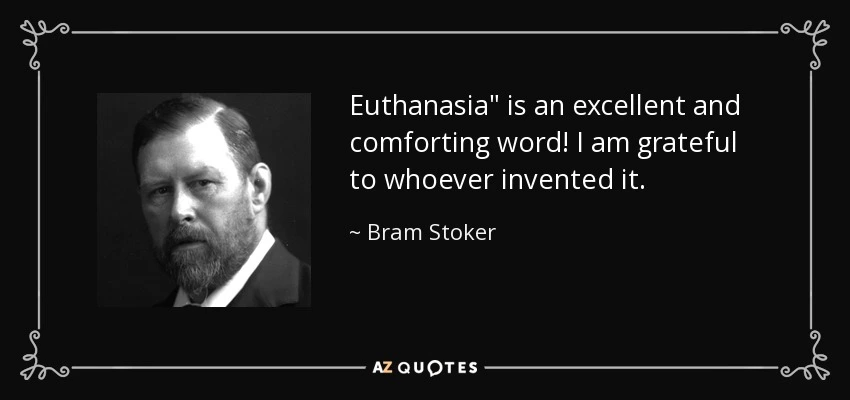 Euthanasia" is an excellent and
comforting word! I am grateful
to whoever invented it.
~ Bram Stoker
AZ QUOTES